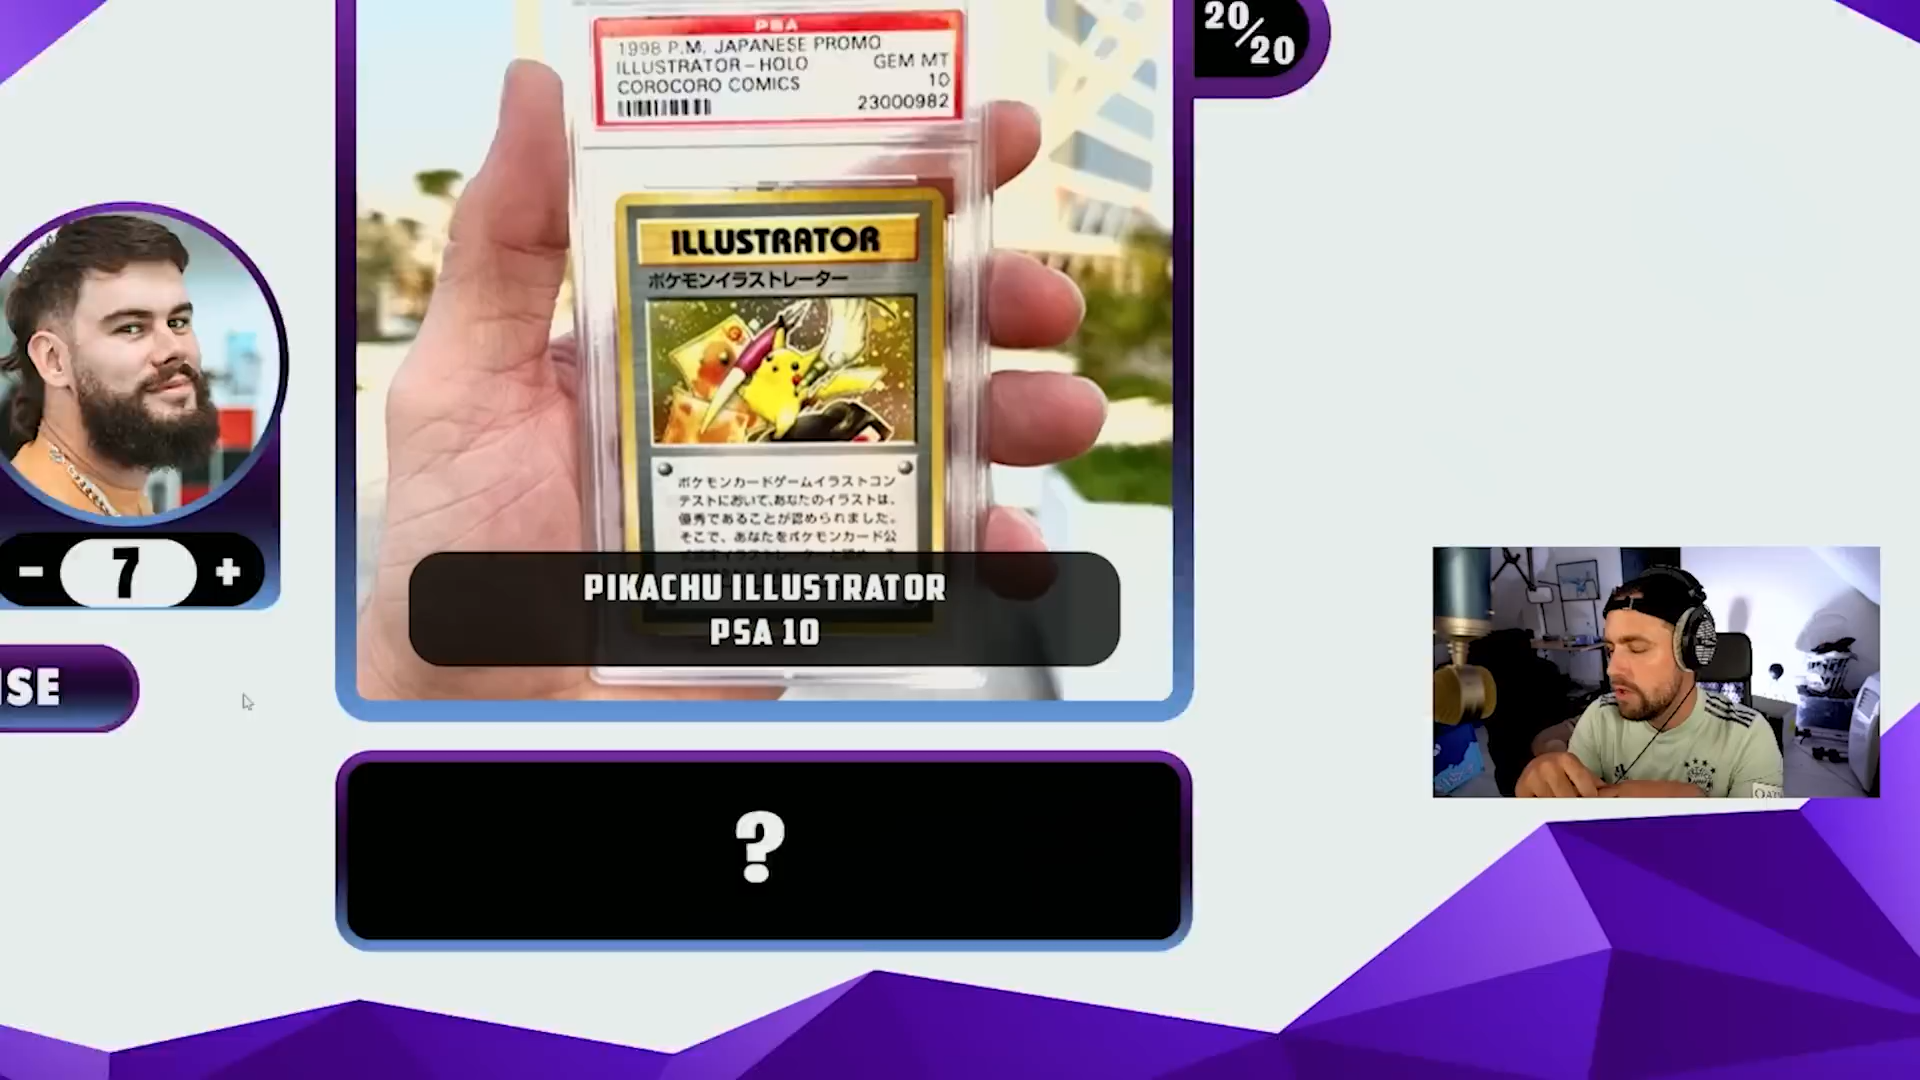 20/20
PSA
1998 P.M. JAPANESE PROMO
ILLUSTRATOR-HOLO GEM MT
COROCORO COMICS 10
23000982
ILLUSTRATOR
ポケモンイラストレーター
ポケモンカードゲームイラストコン
テストにおいて、あなたのイラストは、
優秀であることが認められました。
そこで、あなたをポケモンカード公
PIKACHU ILLUSTRATOR
PSA 10
- 7 +
ISE
?